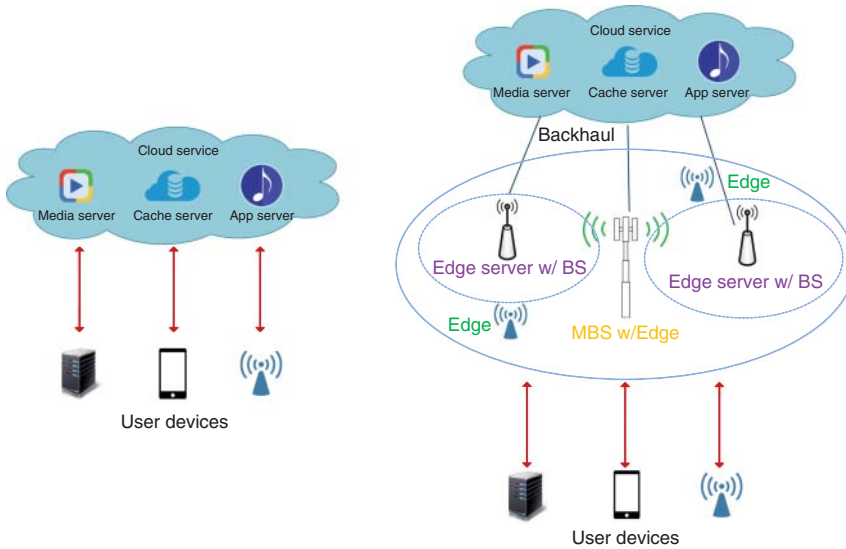 Cloud service
Media server
Cache server
App server
User devices
Cloud service
Media server
Cache server
App server
Backhaul
Edge
Edge server w/ BS
Edge server w/ BS
Edge
MBS w/Edge
User devices